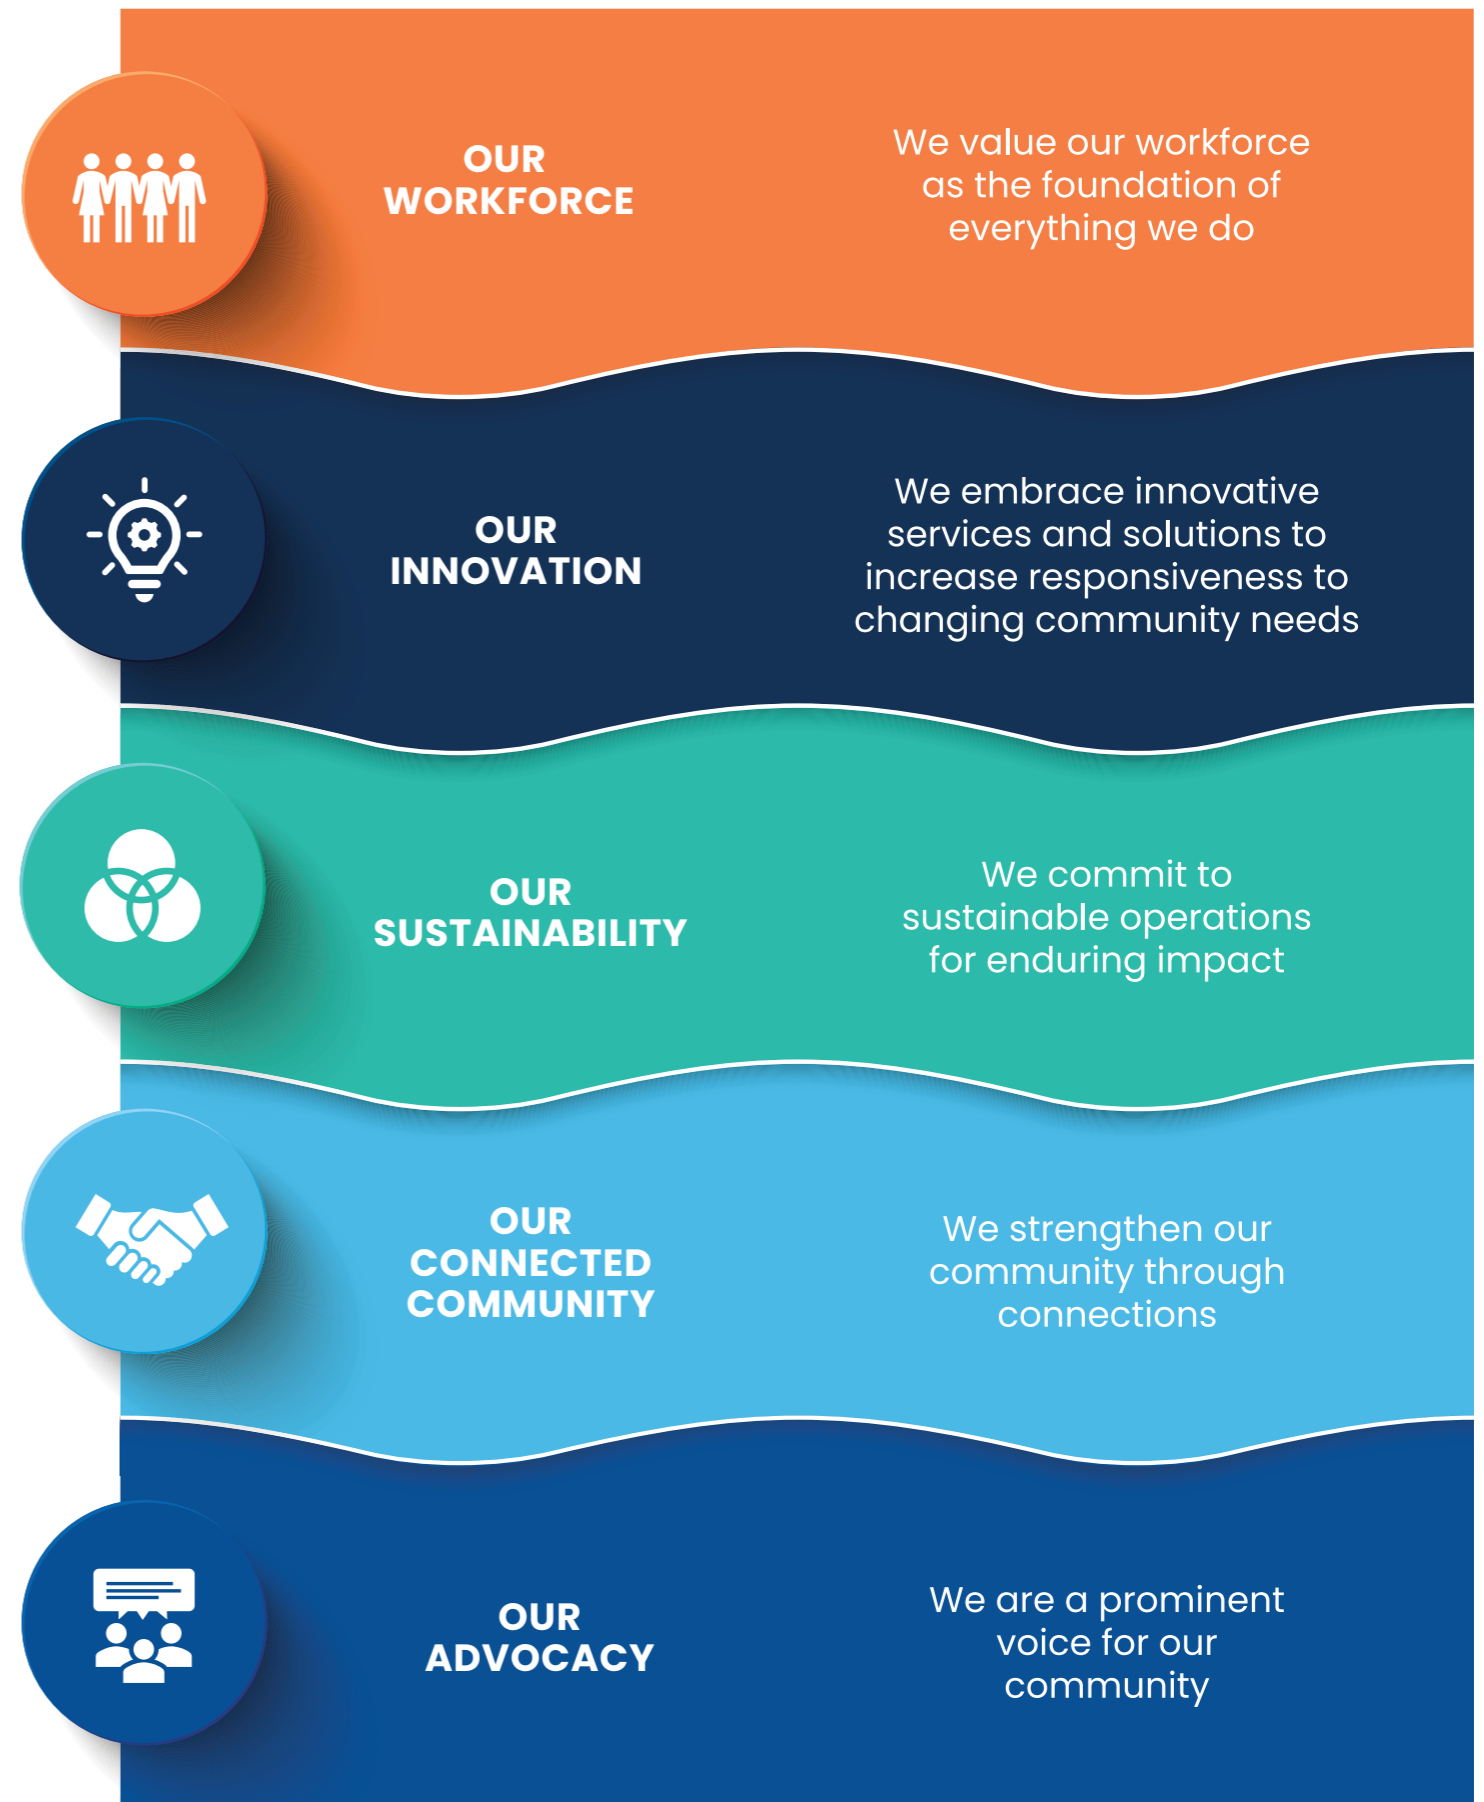 OUR
WORKFORCE
We value our workforce
as the foundation of
everything we do
OUR
INNOVATION
We embrace innovative
services and solutions to
increase responsiveness to
changing community needs
OUR
SUSTAINABILITY
We commit to
sustainable operations
for enduring impact
OUR
CONNECTED
COMMUNITY
We strengthen our
community through
connections
OUR
ADVOCACY
We are a prominent
voice for our
community